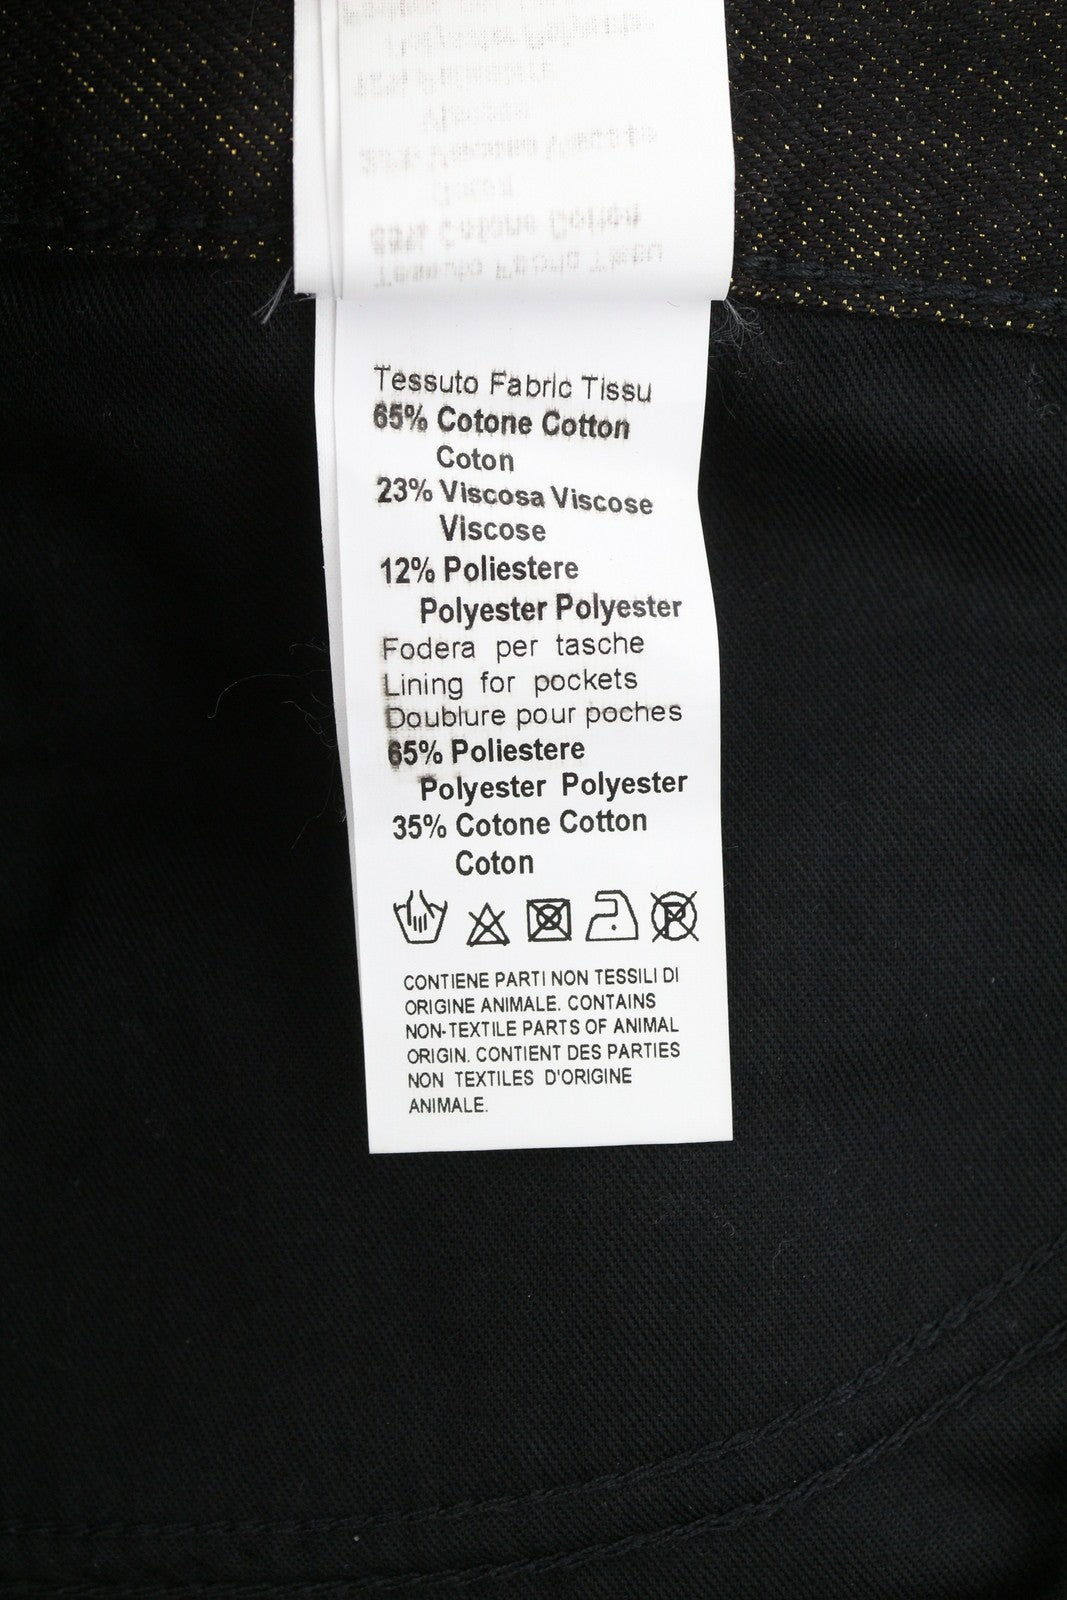 Tessuto Fabric Tissu
65% Cotone Cotton
Coton
23% Viscosa Viscose
Viscose
12% Poliestere
Polyester Polyester
Fodera per tasche
Lining for pockets
Doublure pour poches
65% Poliestere
Polyester Polyester
35% Cotone Cotton
Coton
P
CONTIENE PARTI NON TESSILI DI
ORIGINE ANIMALE. CONTAINS
NON-TEXTILE PARTS OF ANIMAL
ORIGIN. CONTIENT DES PARTIES
NON TEXTILES D'ORIGINE
ANIMALE.